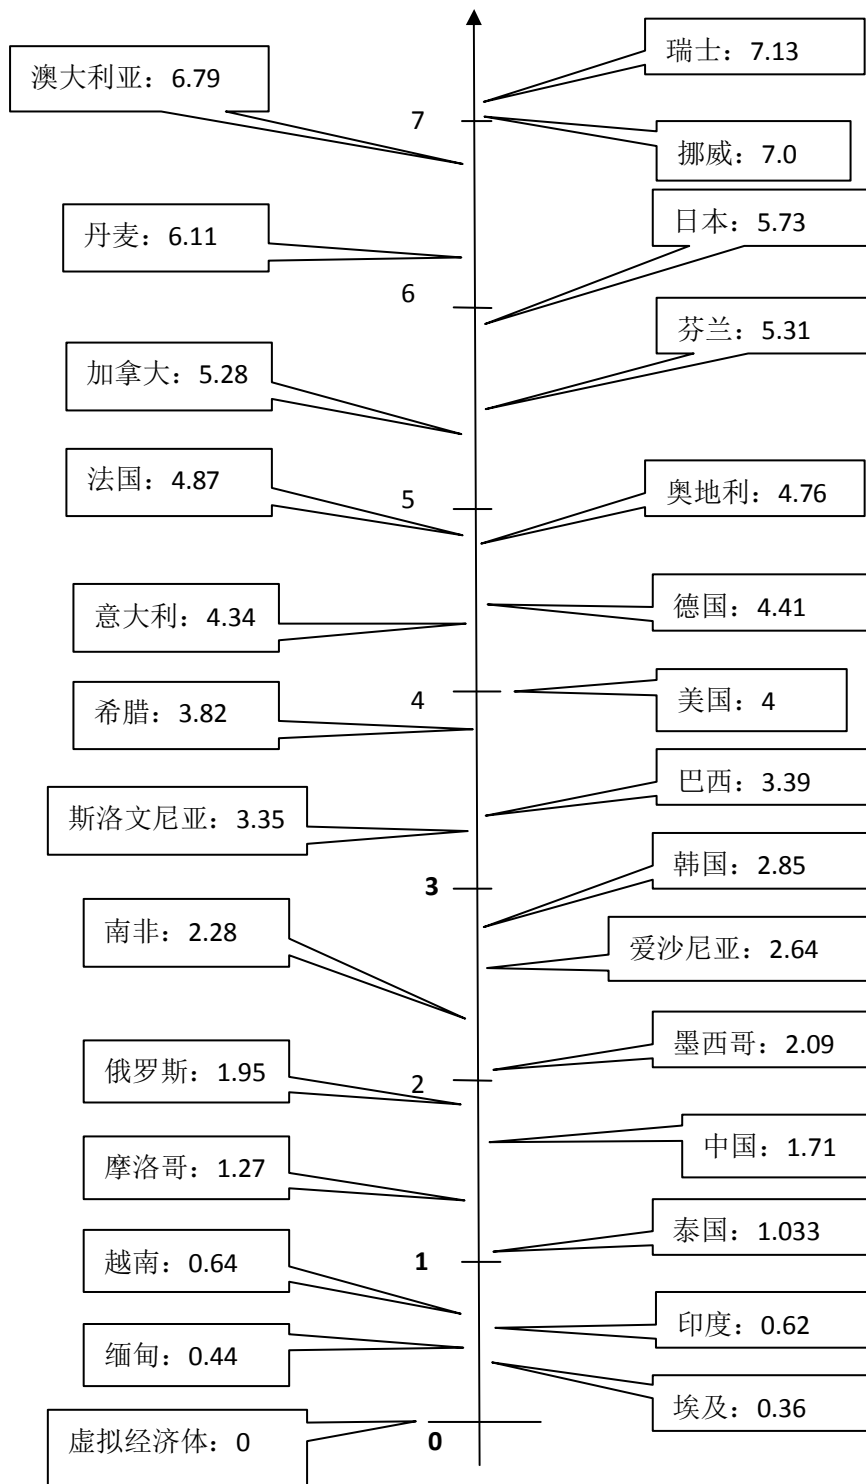 瑞士：7.13
澳大利亚：6.79
7
挪威：7.0
日本：5.73
丹麦：6.11
6
芬兰：5.31
加拿大：5.28
法国：4.87
5
奥地利：4.76
德国：4.41
意大利：4.34
4
美国：4
希腊：3.82
巴西：3.39
斯洛文尼亚：3.35
韩国：2.85
3
南非：2.28
爱沙尼亚：2.64
墨西哥：2.09
俄罗斯：1.95
2
中国：1.71
摩洛哥：1.27
泰国：1.033
越南：0.64
1
印度：0.62
缅甸：0.44
埃及：0.36
虚拟经济体：0
0